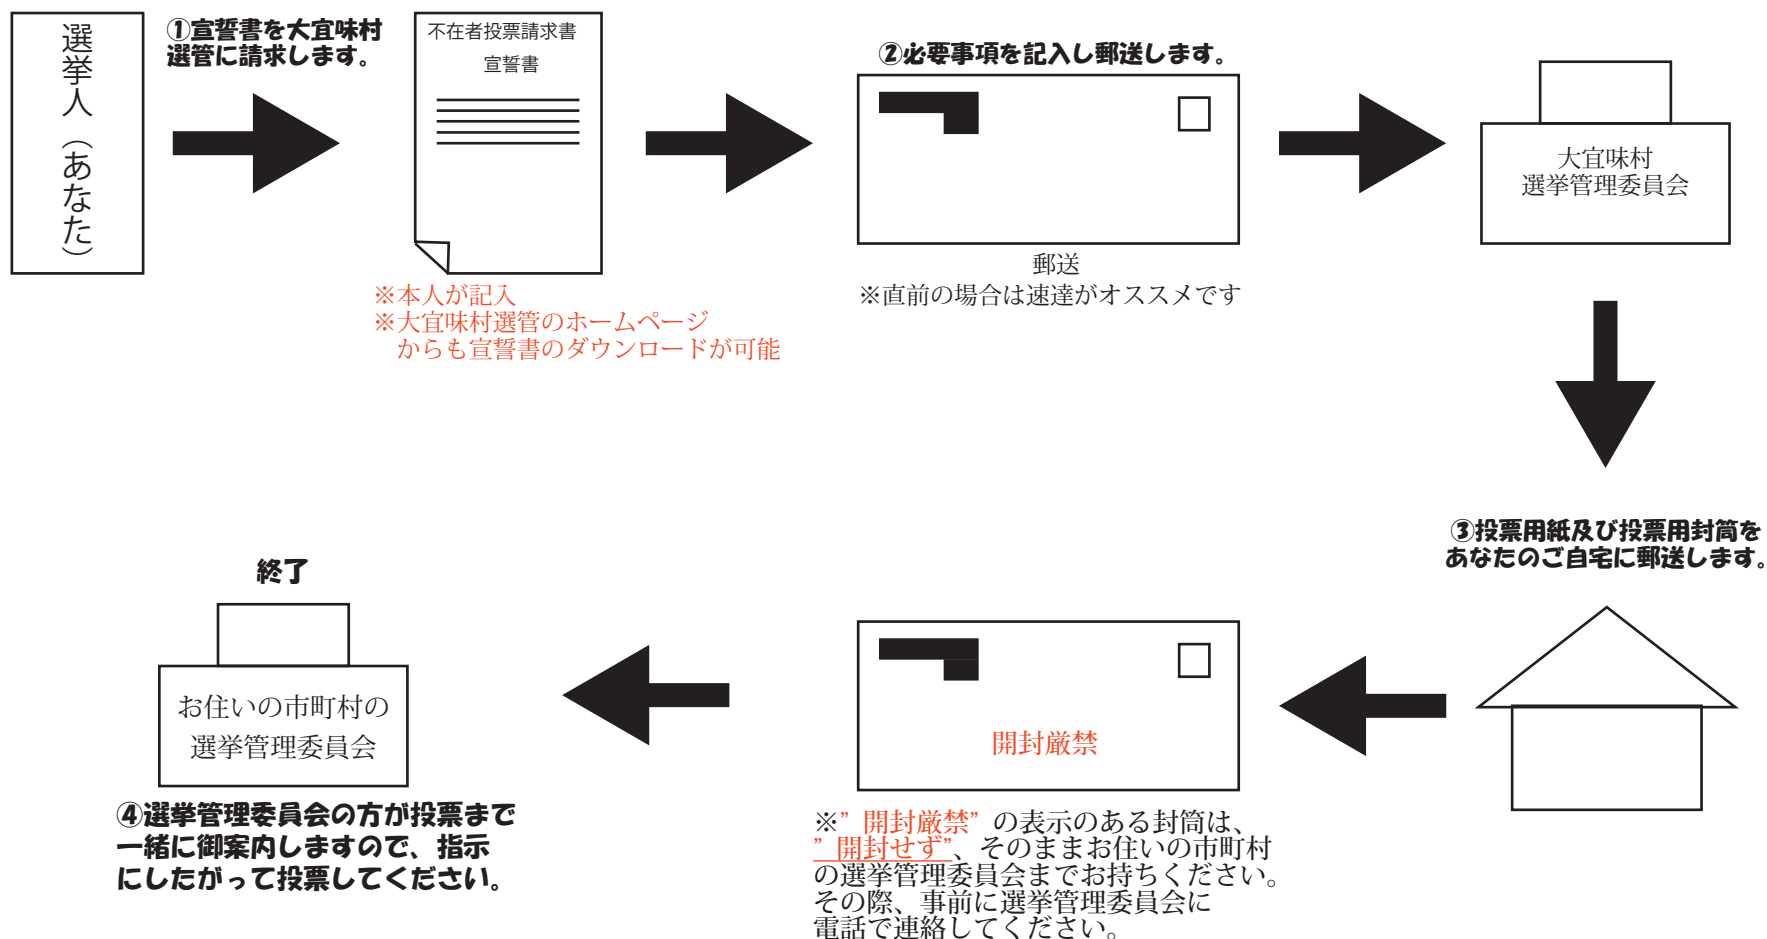 選挙人（あなた）
①宣誓書を大宜味村
選管に請求します。
不在者投票請求書
宣誓書
※本人が記入
※大宜味村選管のホームページ
からも宣誓書のダウンロードが可能
②必要事項を記入し郵送します。
郵送
※直前の場合は速達がオススメです
大宜味村
選挙管理委員会
③投票用紙及び投票用封筒を
あなたのご自宅に郵送します。
開封厳禁
※”開封厳禁”の表示のある封筒は、
”開封せず”、そのままお住いの市町村
の選挙管理委員会までお持ちください。
その際、事前に選挙管理委員会に
電話で連絡してください。
終了
お住いの市町村の
選挙管理委員会
④選挙管理委員会の方が投票まで
一緒に御案内しますので、指示
にしたがって投票してください。